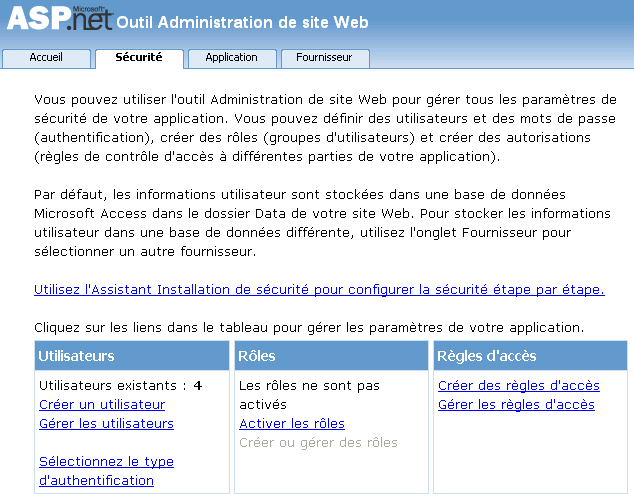 Microsoft
ASP.net Outil Administration de site Web
Accueil Sécurité Application Fournisseur
Vous pouvez utiliser l'outil Administration de site Web pour gérer tous les paramètres de
sécurité de votre application. Vous pouvez définir des utilisateurs et des mots de passe
(authentification), créer des rôles (groupes d'utilisateurs) et créer des autorisations
(règles de contrôle d'accès à différentes parties de votre application).
Par défaut, les informations utilisateur sont stockées dans une base de données
Microsoft Access dans le dossier Data de votre site Web. Pour stocker les informations
utilisateur dans une base de données différente, utilisez l'onglet Fournisseur pour
sélectionner un autre fournisseur.
Utilisez l'Assistant Installation de sécurité pour configurer la sécurité étape par étape.
Cliquez sur les liens dans le tableau pour gérer les paramètres de votre application.
Utilisateurs
Utilisateurs existants : 4
Créer un utilisateur
Gérer les utilisateurs
Sélectionnez le type
d'authentification
Rôles
Les rôles ne sont pas
activés
Activer les rôles
Créer ou gérer des rôles
Règles d'accès
Créer des règles d'accès
Gérer les règles d'accès